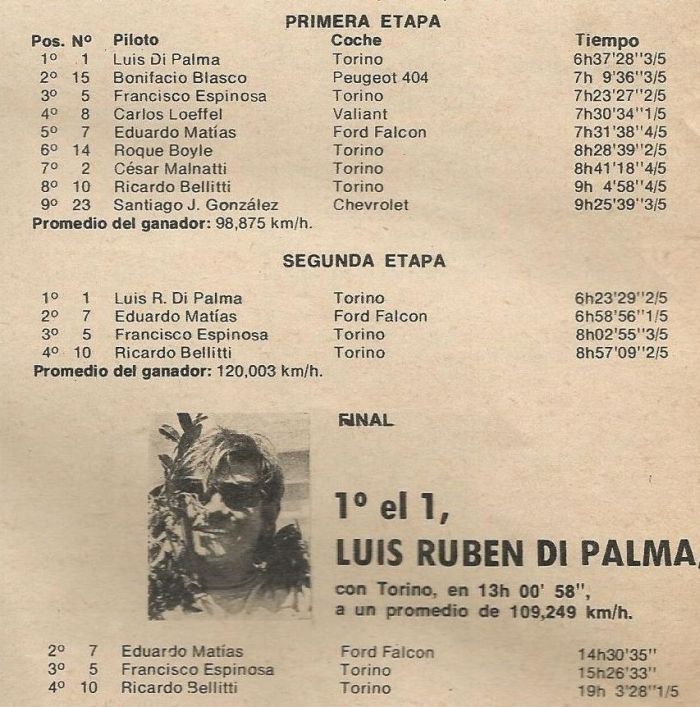 PRIMERA ETAPA
Pos. Nº Piloto Coche Tiempo
1º 1 Luis Di Palma Torino 6h37'28''3/5
2º 15 Bonifacio Blasco Peugeot 404 7h 9'36''3/5
3º 5 Francisco Espinosa Torino 7h23'27''2/5
4º 8 Carlos Loeffel Valiant 7h30'34''1/5
5º 7 Eduardo Matías Ford Falcon 7h31'38''4/5
6º 14 Roque Boyle Torino 8h28'39''2/5
7º 2 César Malnatti Torino 8h41'18''4/5
8º 10 Ricardo Bellitti Torino 9h 4'58''4/5
9º 23 Santiago J. González Chevrolet 9h25'39''3/5
Promedio del ganador: 98,875 km/h.
SEGUNDA ETAPA
1º 1 Luis R. Di Palma Torino 6h23'29''2/5
2º 7 Eduardo Matías Ford Falcon 6h58'56''1/5
3º 5 Francisco Espinosa Torino 8h02'55''3/5
4º 10 Ricardo Bellitti Torino 8h57'09''2/5
Promedio del ganador: 120,003 km/h.
FINAL
1º el 1,
LUIS RUBEN DI PALMA,
con Torino, en 13h 00' 58'',
a un promedio de 109,249 km/h.
2º 7 Eduardo Matías Ford Falcon 14h30'35''
3º 5 Francisco Espinosa Torino 15h26'33''
4º 10 Ricardo Bellitti Torino 19h 3'28''1/5